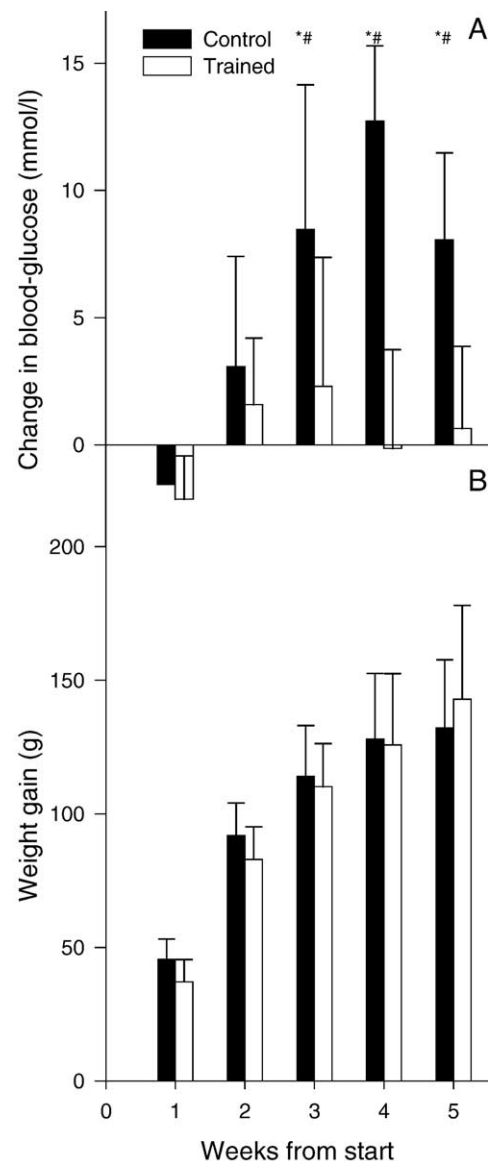 A
Control
Trained
*# *# *#
15
10
5
0
Change in blood-glucose (mmol/l)
B
200
150
100
50
0
Weight gain (g)
0 1 2 3 4 5
Weeks from start